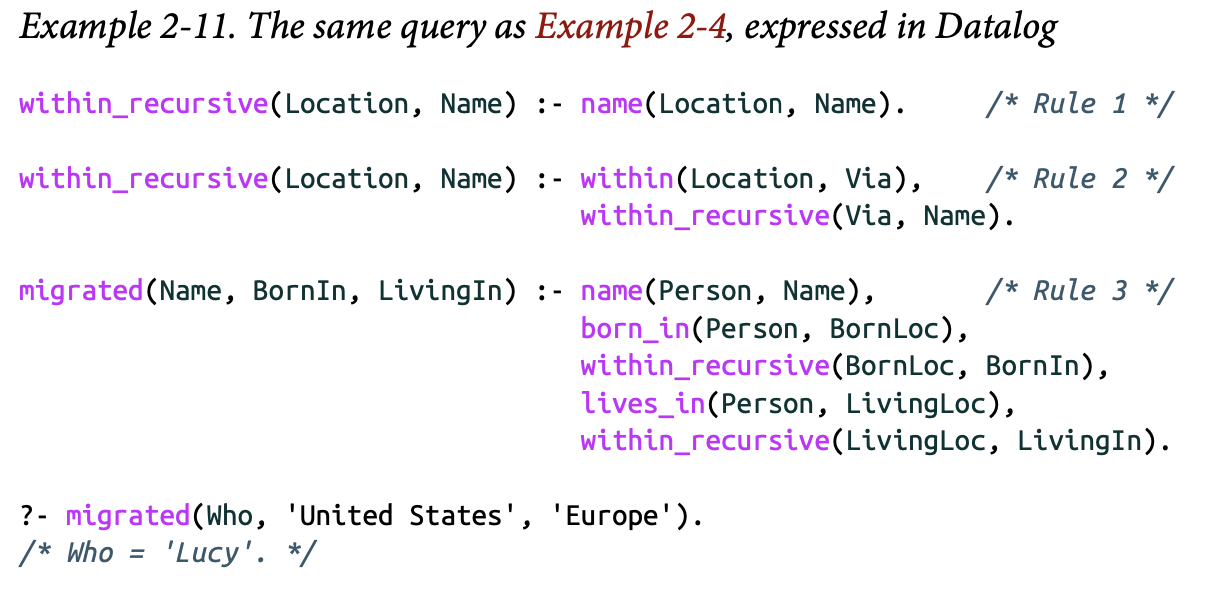 Example 2-11. The same query as Example 2-4, expressed in Datalog
within_recursive(Location, Name) :- name(Location, Name).     /* Rule 1 */
within_recursive(Location, Name) :- within(Location, Via),    /* Rule 2 */
                                    within_recursive(Via, Name).
migrated(Name, BornIn, LivingIn) :- name(Person, Name),       /* Rule 3 */
                                    born_in(Person, BornLoc),
                                    within_recursive(BornLoc, BornIn),
                                    lives_in(Person, LivingLoc),
                                    within_recursive(LivingLoc, LivingIn).
?- migrated(Who, 'United States', 'Europe').
/* Who = 'Lucy'. */